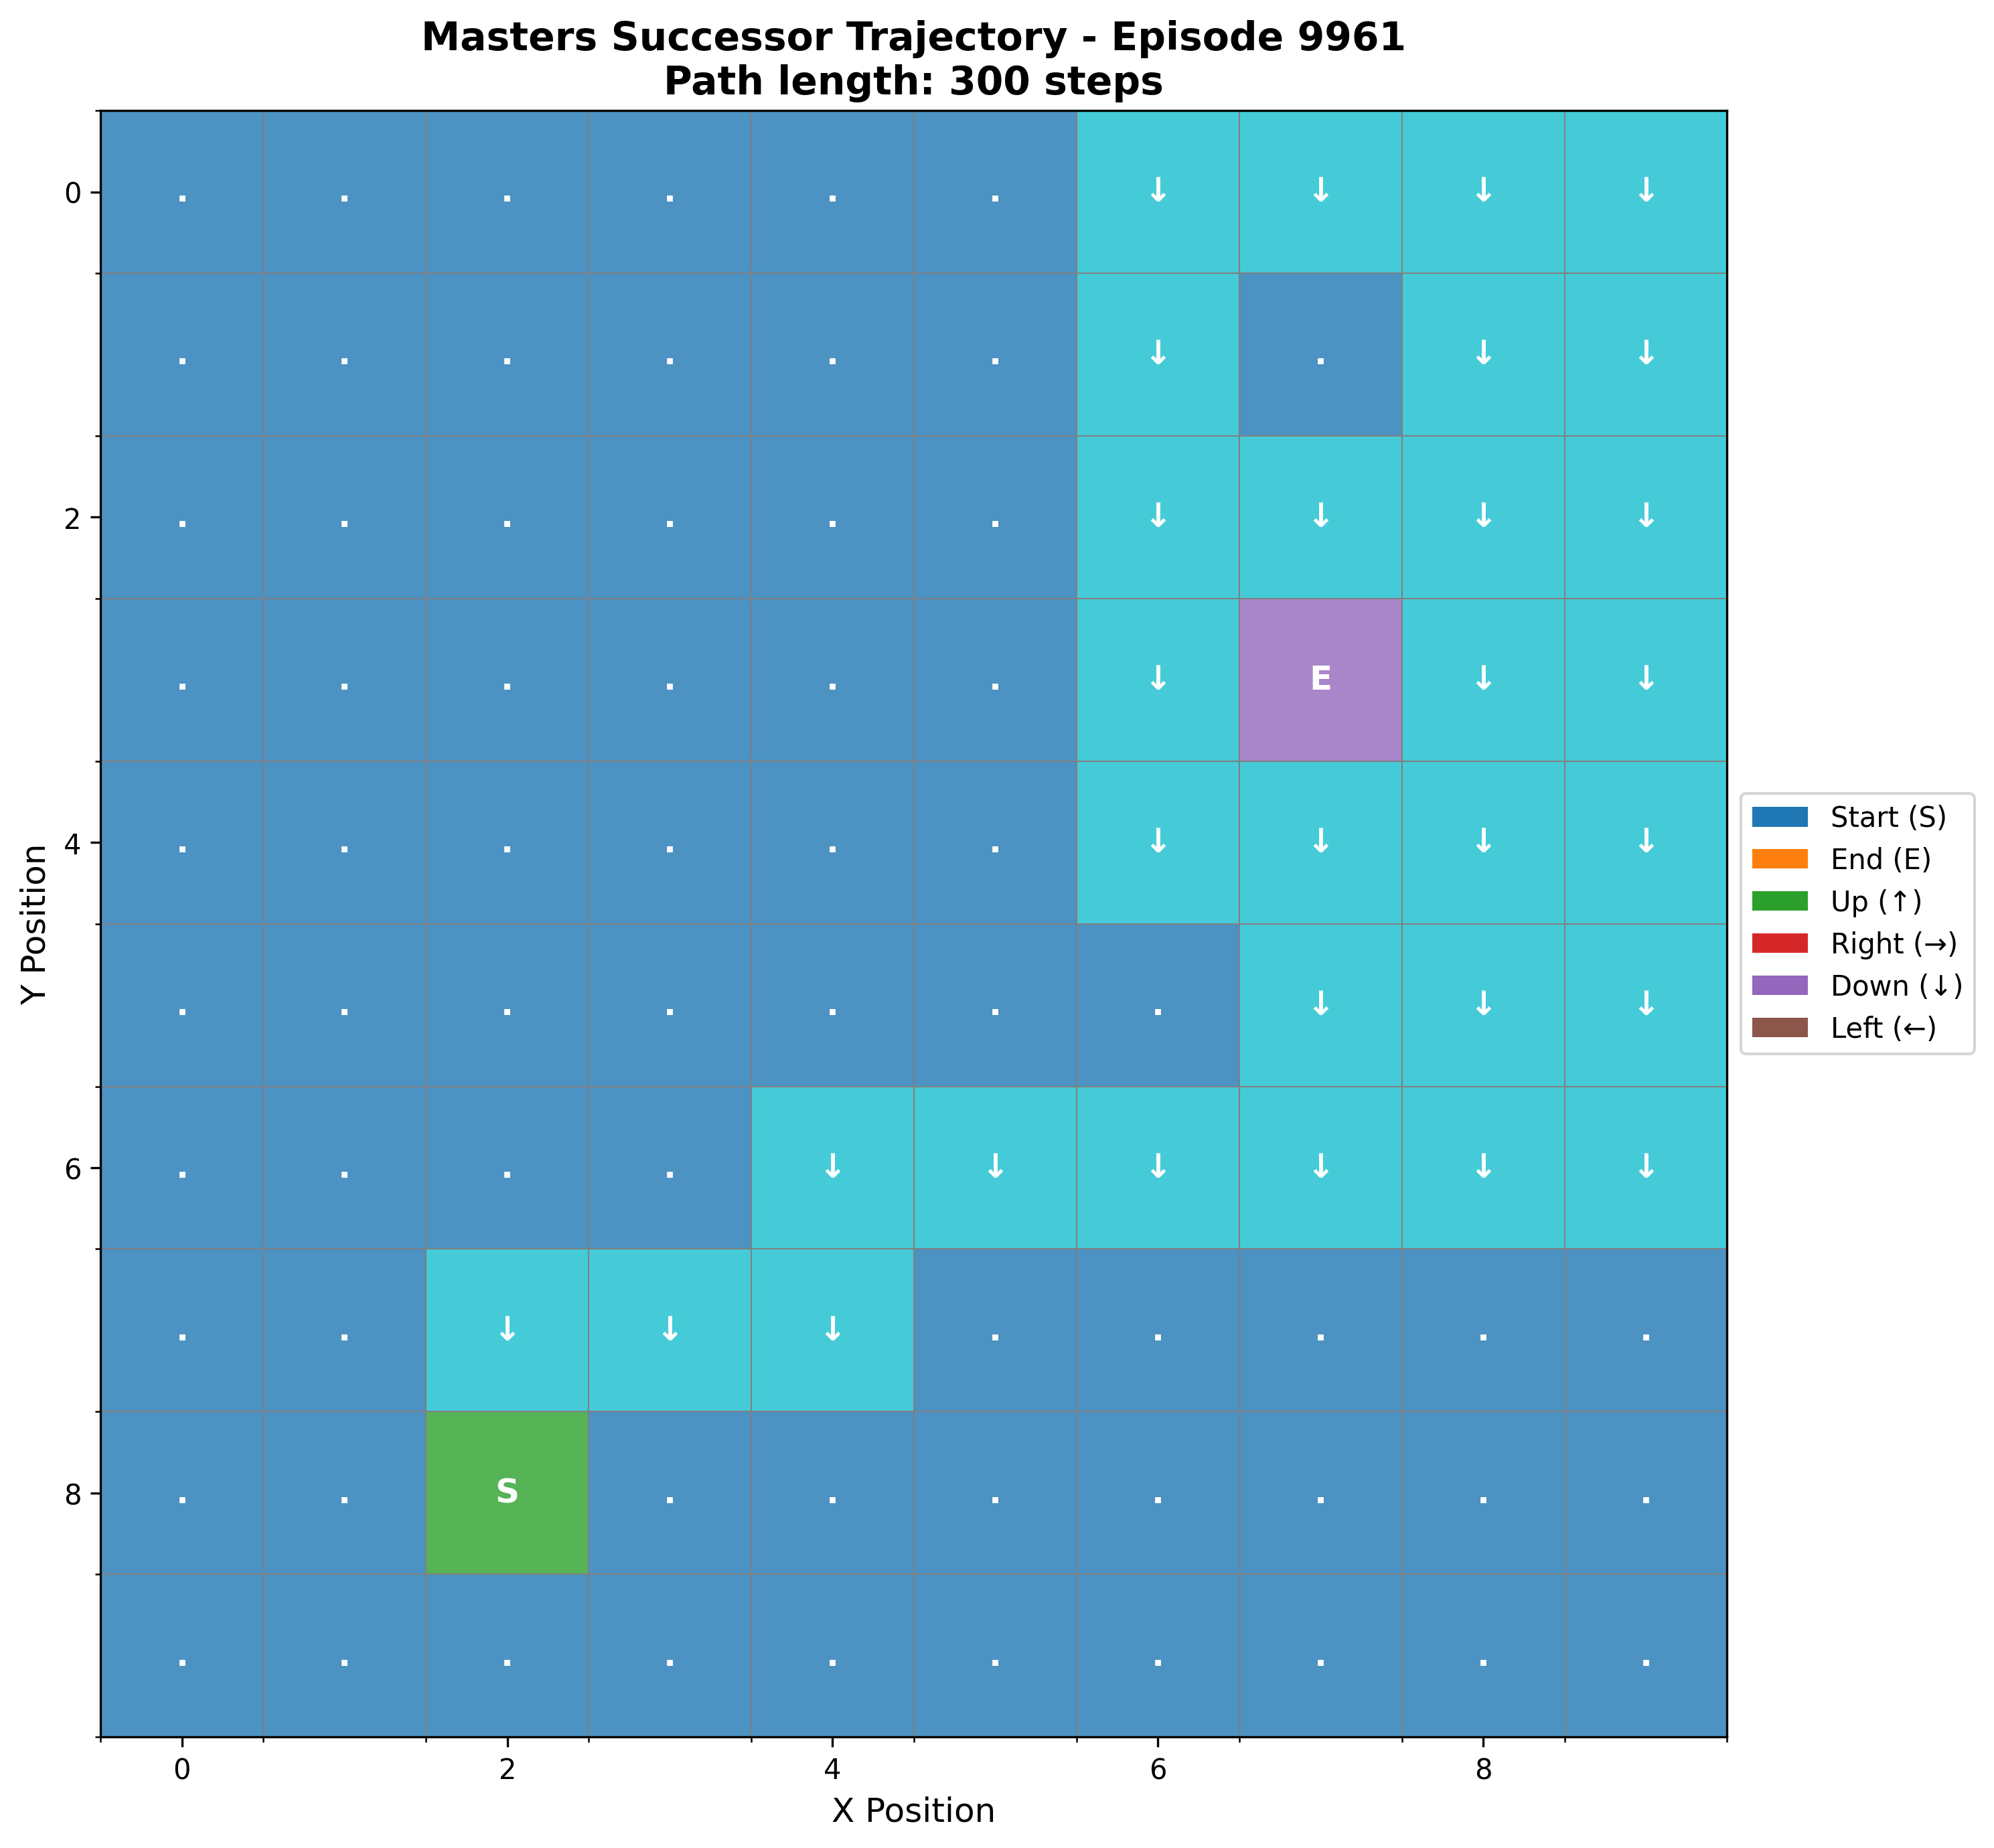 Masters Successor Trajectory - Episode 9961
Path length: 300 steps
0 . . . . . . ↓ ↓ ↓ ↓
. . . . . . ↓ . ↓ ↓
2 . . . . . . ↓ ↓ ↓ ↓
. . . . . . ↓ E ↓ ↓
4 . . . . . . ↓ ↓ ↓ ↓
. . . . . . . ↓ ↓ ↓
6 . . . . ↓ ↓ ↓ ↓ ↓ ↓
. . ↓ ↓ ↓ . . . . .
8 . . S . . . . . . .
. . . . . . . . . .
0 2 4 6 8
X Position
Y Position
Start (S)
End (E)
Up (↑)
Right (→)
Down (↓)
Left (←)